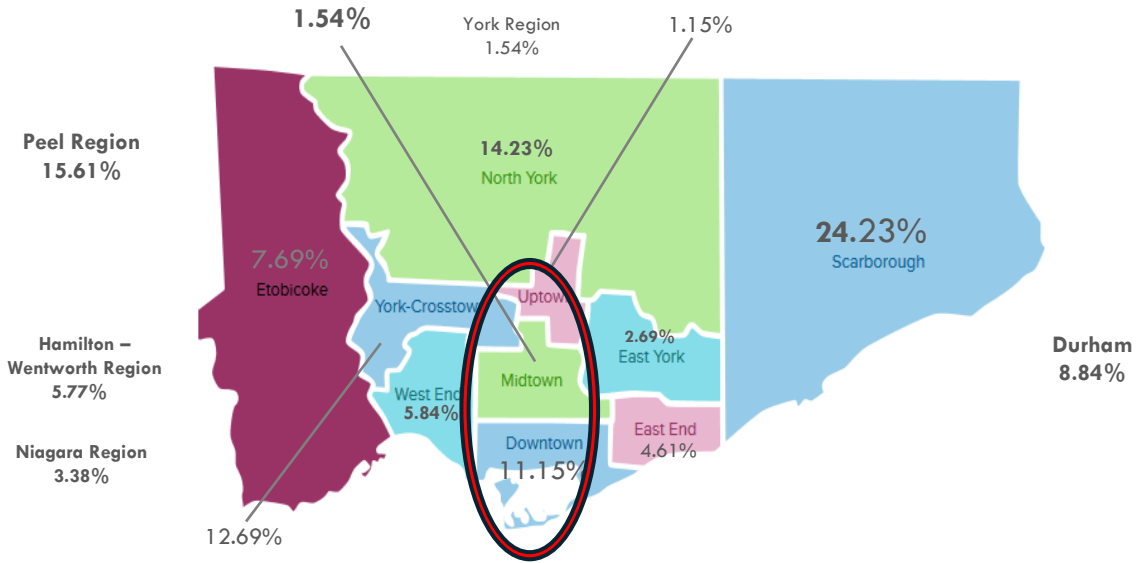 1.54%
York Region
1.54%
1.15%
Peel Region
15.61%
14.23%
North York
24.23%
Scarborough
7.69%
Etobicoke
York-Crosstown
Uptown
2.69%
East York
Hamilton –
Wentworth Region
5.77%
Durham
8.84%
Midtown
West End
5.84%
East End
4.61%
Downtown
11.15%
Niagara Region
3.38%
12.69%